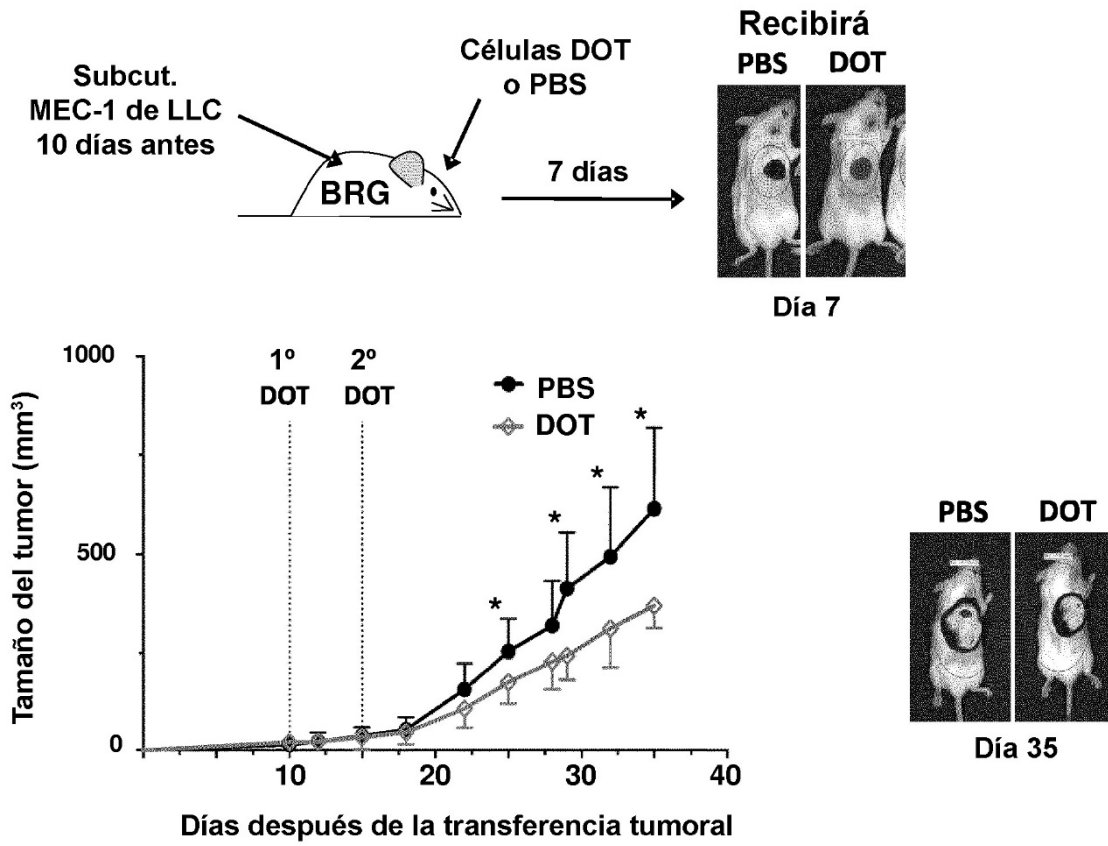 Subcut.
MEC-1 de LLC
10 días antes
Células DOT
o PBS
BRG
7 días
Recibirá
PBS DOT
Día 7
Tamaño del tumor (mm³)
1000
500
0
1º
DOT
2º
DOT
PBS
DOT
*
*
*
*
10 20 30 40
Días después de la transferencia tumoral
PBS DOT
Día 35